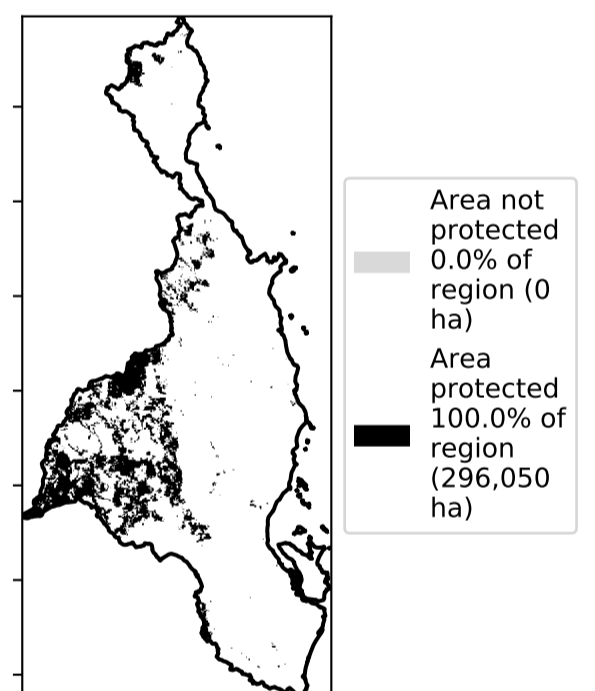 Area not
protected
0.0% of
region (0
ha)
Area
protected
100.0% of
region
(296,050
ha)